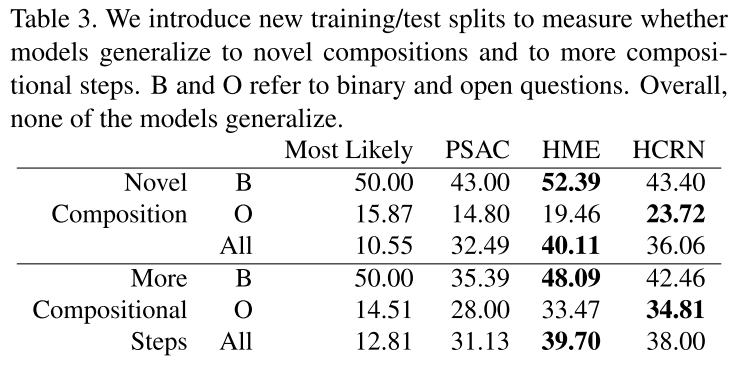 Table 3. We introduce new training/test splits to measure whether
models generalize to novel compositions and to more composi-
tional steps. B and O refer to binary and open questions. Overall,
none of the models generalize.
Most Likely PSAC HME HCRN
Novel B 50.00 43.00 52.39 43.40
Composition O 15.87 14.80 19.46 23.72
All 10.55 32.49 40.11 36.06
More B 50.00 35.39 48.09 42.46
Compositional O 14.51 28.00 33.47 34.81
Steps All 12.81 31.13 39.70 38.00